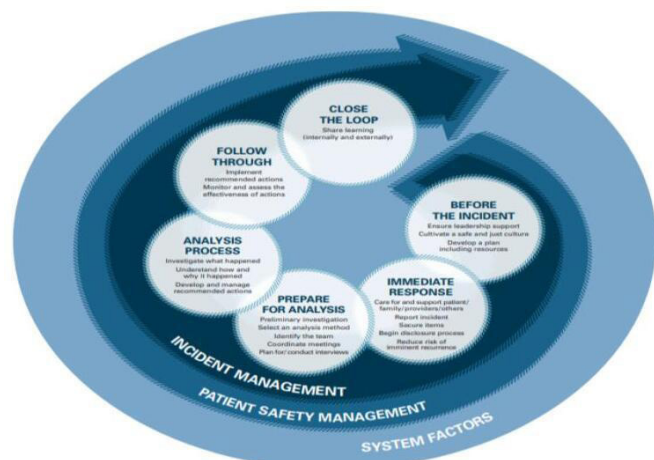 CLOSE
THE LOOP
Share learning
(internally and externally)
FOLLOW
THROUGH
Implement
recommended actions
Monitor and assess the
effectiveness of actions
BEFORE
THE INCIDENT
Ensure leadership support
Cultivate a safe and just culture
Develop a plan
including resources
ANALYSIS
PROCESS
Investigate what happened
Understand how and
why it happened
Develop and manage
recommended actions
IMMEDIATE
RESPONSE
Care for and support patient/
family/providers/others
Report incident
Secure items
Begin disclosure process
Reduce risk of
imminent recurrence
PREPARE
FOR ANALYSIS
Preliminary investigation
Select an analysis method
Identify the team
Coordinate meetings
Plan for/conduct interviews
INCIDENT MANAGEMENT
PATIENT SAFETY MANAGEMENT
SYSTEM FACTORS